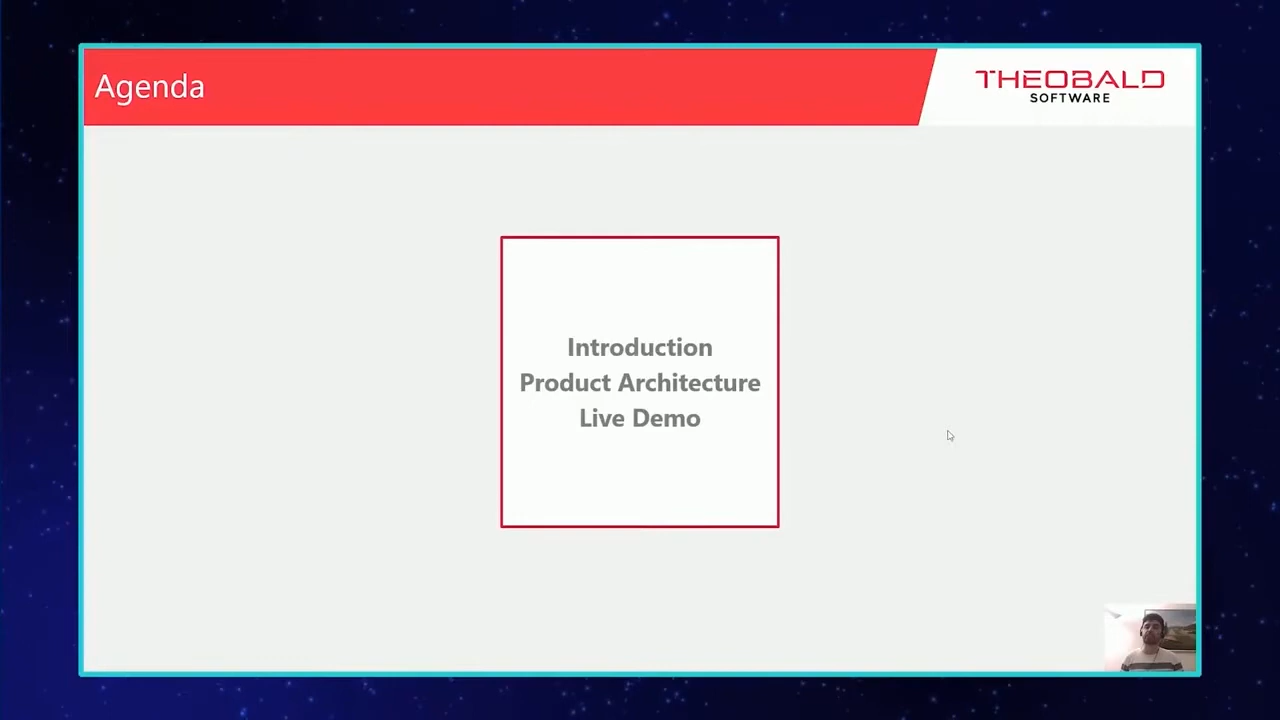 Agenda
THEOBALD
SOFTWARE
Introduction
Product Architecture
Live Demo